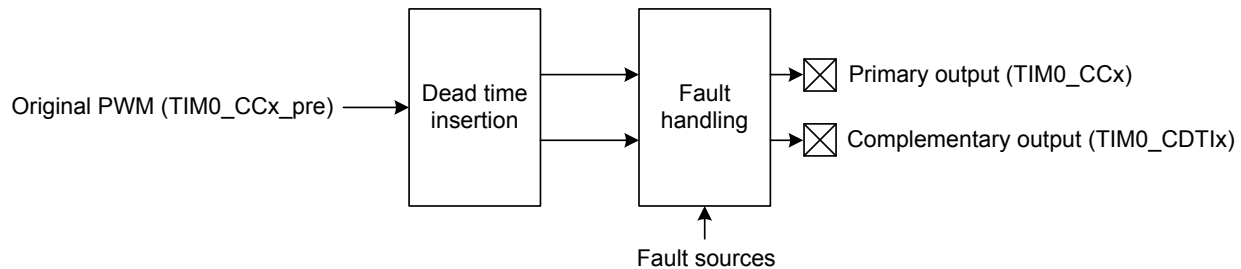 Original PWM (TIM0_CCx_pre)
Dead time
insertion
Fault
handling
Primary output (TIM0_CCx)
Complementary output (TIM0_CDTIx)
Fault sources